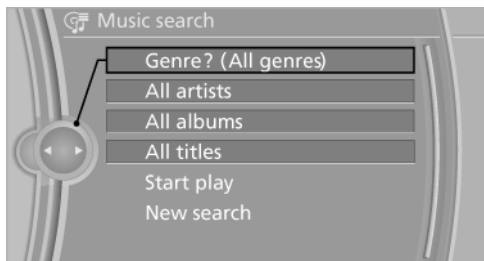 Music search
Genre? (All genres)
All artists
All albums
All titles
Start play
New search